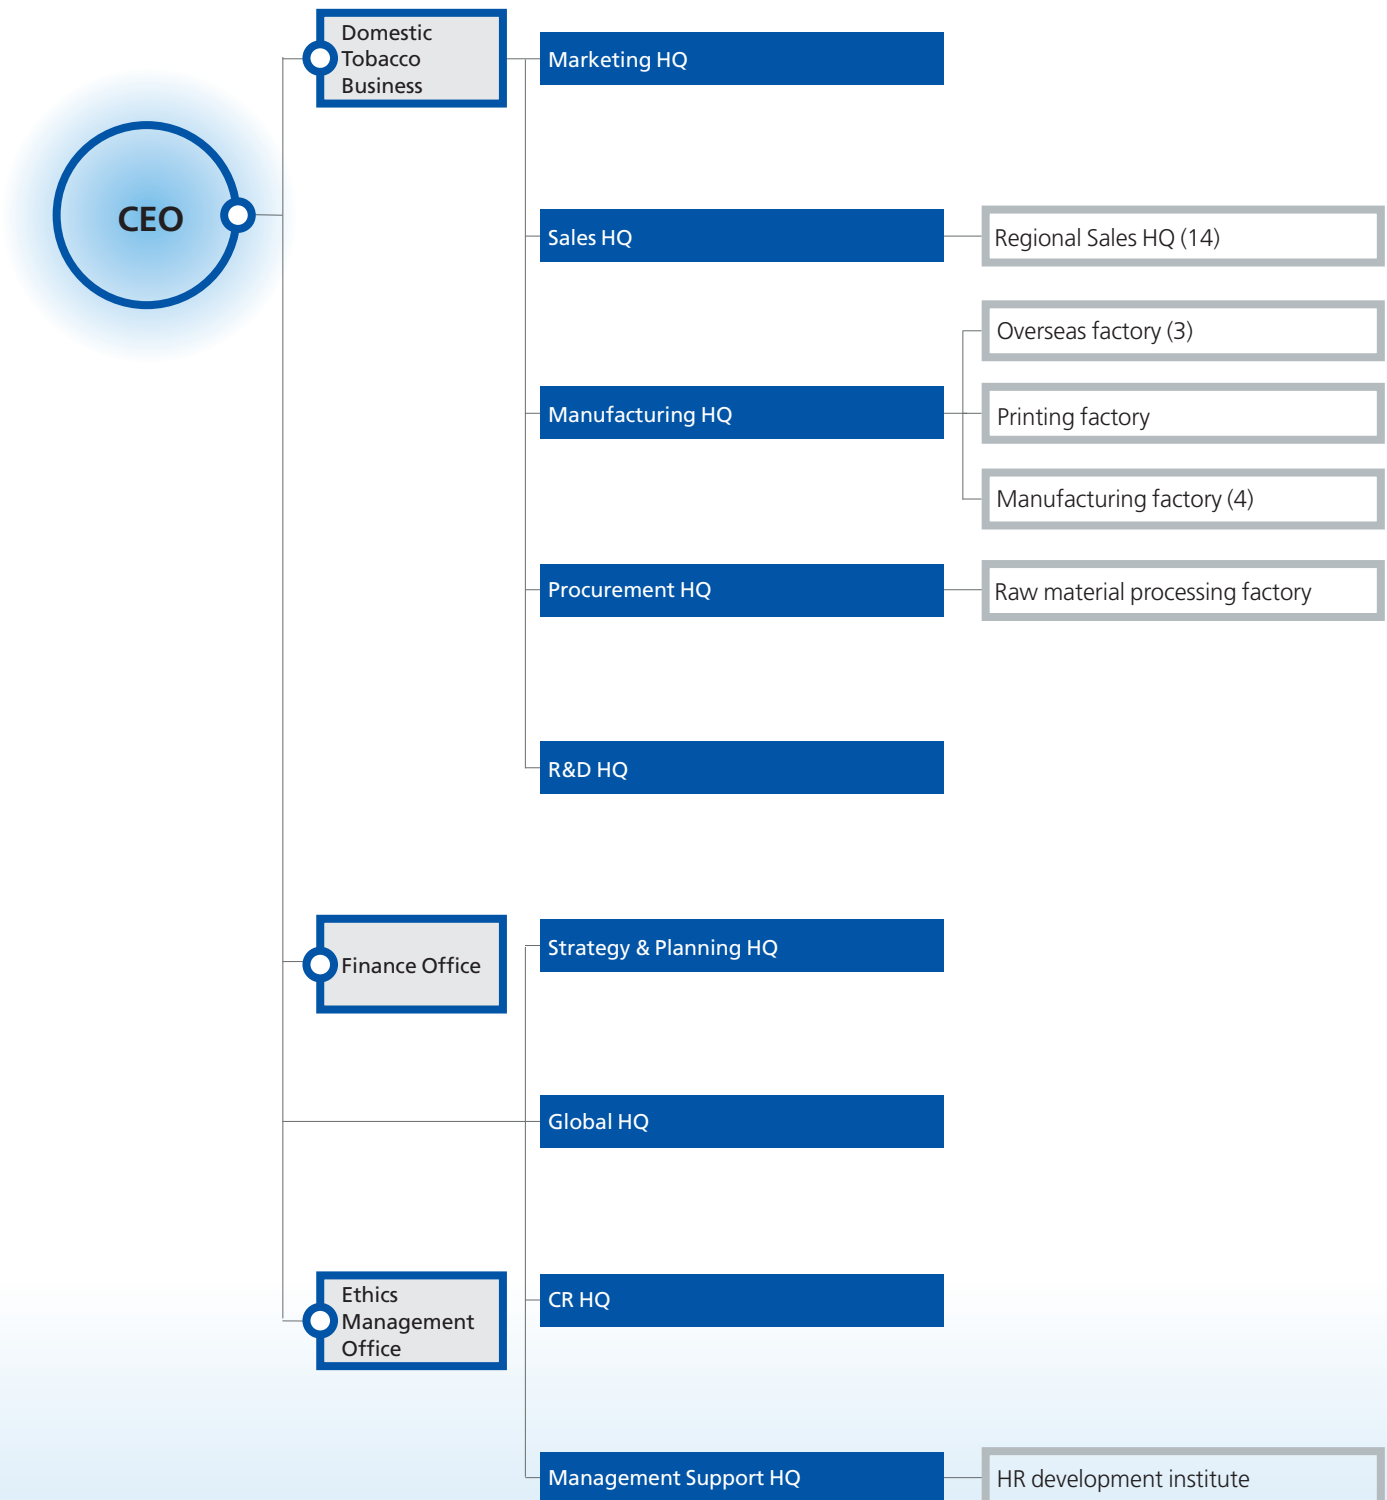 CEO
Domestic
Tobacco
Business
Marketing HQ
Sales HQ
Regional Sales HQ (14)
Manufacturing HQ
Overseas factory (3)
Printing factory
Manufacturing factory (4)
Procurement HQ
Raw material processing factory
R&D HQ
Finance Office
Strategy & Planning HQ
Global HQ
Ethics
Management
Office
CR HQ
Management Support HQ
HR development institute